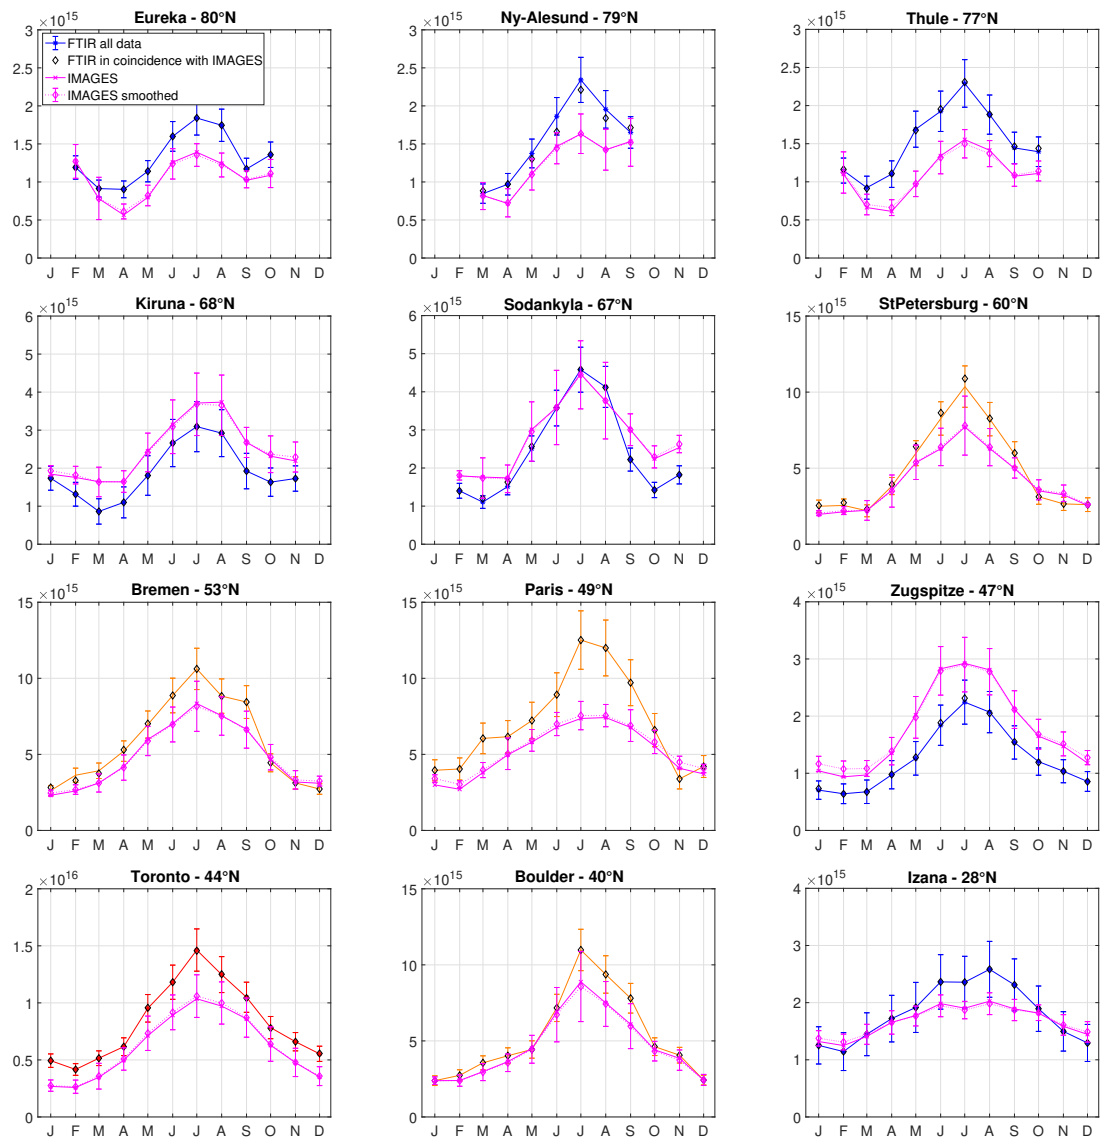 Eureka - 80°N
×10^15
3
2.5
2
1.5
1
0.5
0
J F M A M J J A S O N D
FTIR all data
FTIR in coincidence with IMAGES
IMAGES
IMAGES smoothed
Ny-Alesund - 79°N
×10^15
3
2.5
2
1.5
1
0.5
0
J F M A M J J A S O N D
Thule - 77°N
×10^15
3
2.5
2
1.5
1
0.5
0
J F M A M J J A S O N D
Kiruna - 68°N
×10^15
6
5
4
3
2
1
0
J F M A M J J A S O N D
Sodankyla - 67°N
×10^15
6
5
4
3
2
1
0
J F M A M J J A S O N D
StPetersburg - 60°N
×10^15
15
10
5
0
J F M A M J J A S O N D
Bremen - 53°N
×10^15
15
10
5
0
J F M A M J J A S O N D
Paris - 49°N
×10^15
15
10
5
0
J F M A M J J A S O N D
Zugspitze - 47°N
×10^15
4
3
2
1
0
J F M A M J J A S O N D
Toronto - 44°N
×10^16
2
1.5
1
0.5
0
J F M A M J J A S O N D
Boulder - 40°N
×10^15
15
10
5
0
J F M A M J J A S O N D
Izana - 28°N
×10^15
4
3
2
1
0
J F M A M J J A S O N D